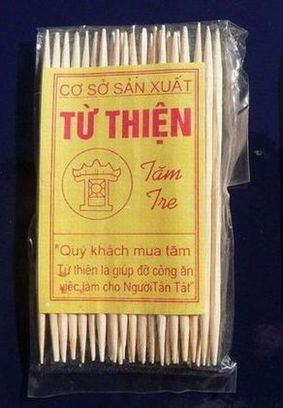 CƠ SỞ SẢN XUẤT
TỪ THIỆN
Tăm
Tre
"Quý khách mua tăm
Từ thiện là giúp đỡ công ăn
việc làm cho Người Tàn Tật"